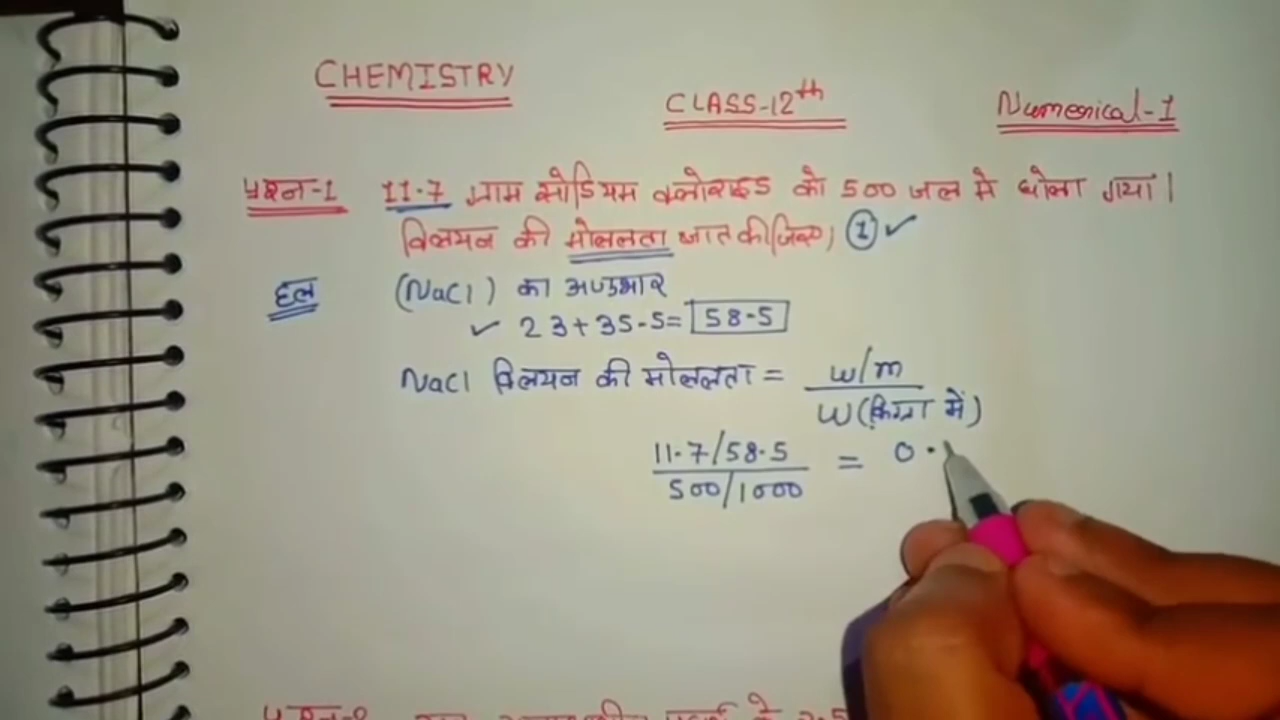 CHEMISTRY
CLASS-12th
Numerical-1
प्रश्न-1 11.7 ग्राम सोडियम क्लोराइड को 500 जल मे घोला गया।
विलयन की मोललता ज्ञात कीजिए, 1 ✓
हल (NaCl) का अणुभार
✓ 23+35.5= 58.5
NaCl विलयन की मोललता = w/m
W(किग्रा में)
11.7/58.5 = 0.
500/1000